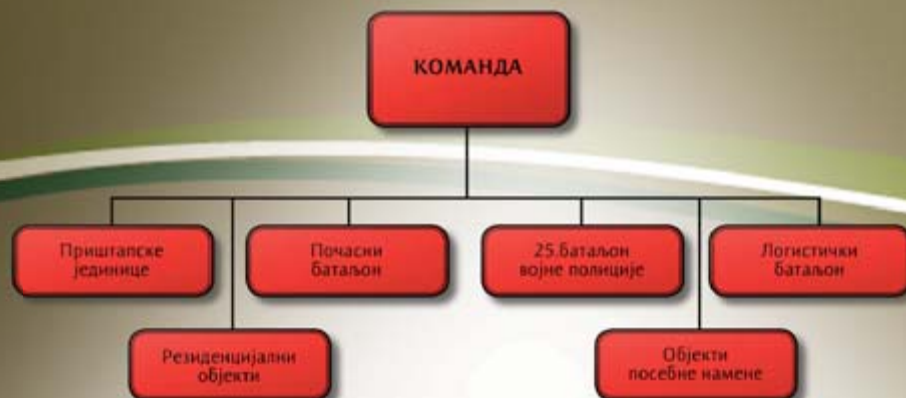 КОМАНДА
Приштапске
јединице
Почасни
батаљон
25.батаљон
војне полиције
Логистички
батаљон
Резиденцијални
објекти
Објекти
посебне намене